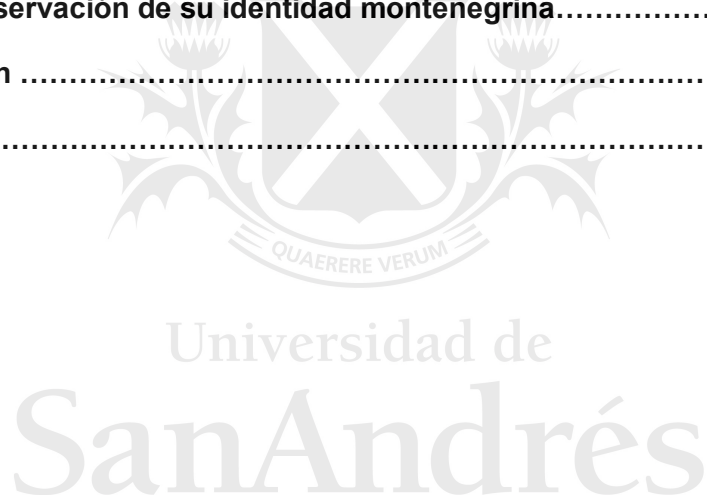 servación de su identidad montenegrina………………
n ……………………………………………………………
……………………………………………………………
QUAERERE VERUM
Universidad de
SanAndrés